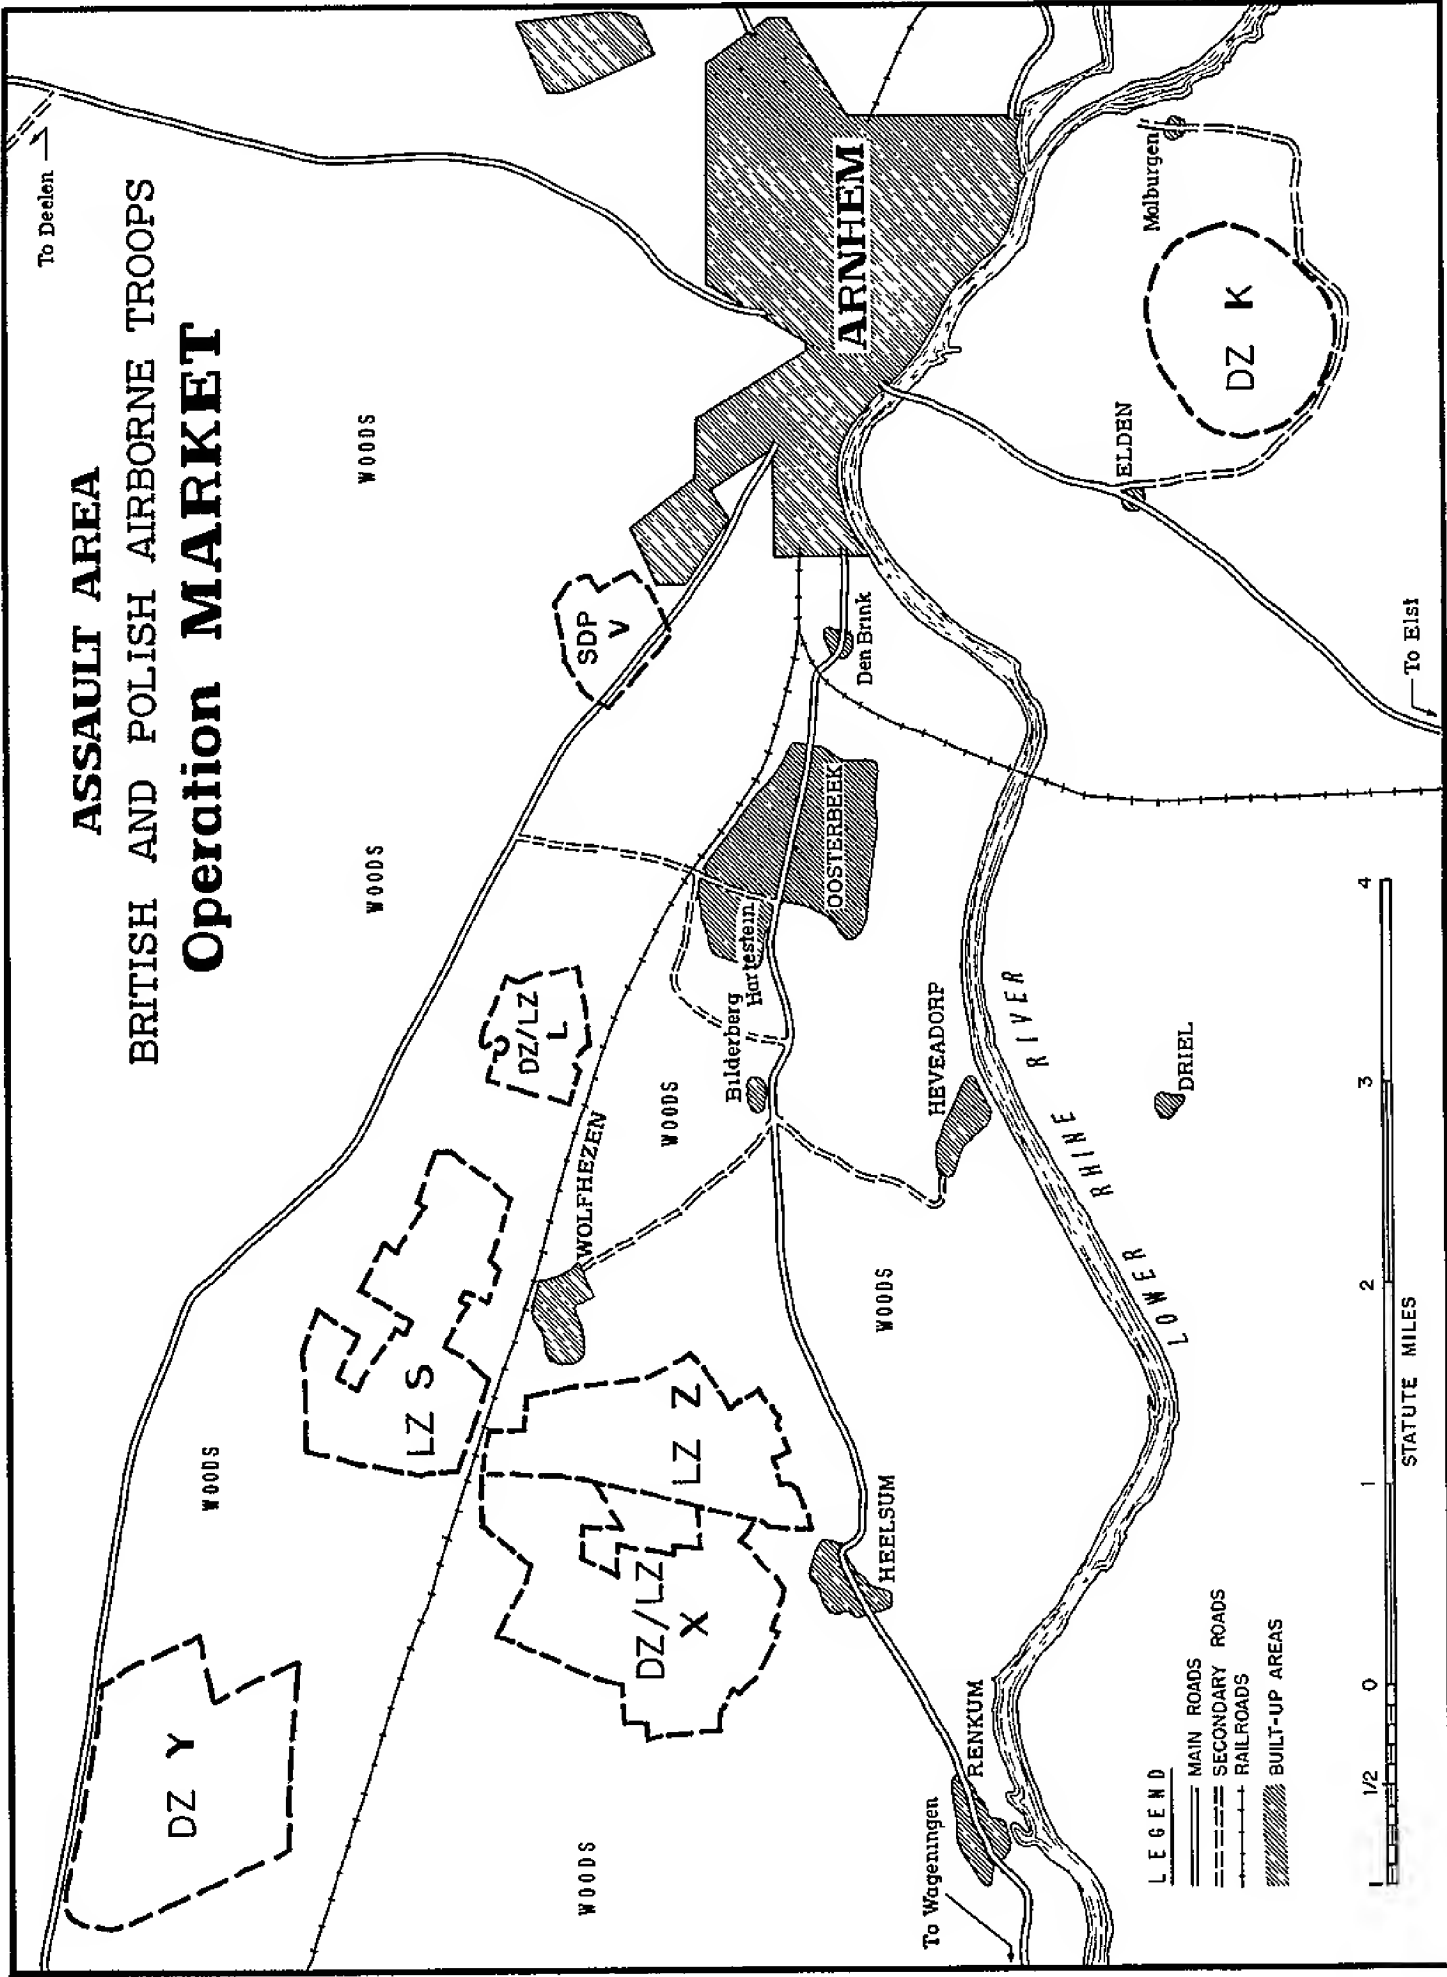 ASSAULT AREA
BRITISH AND POLISH AIRBORNE TROOPS
Operation MARKET
To Deelen
WOODS
WOODS
WOODS
WOODS
WOODS
WOODS
DZ Y
LZ S
DZ/LZ
L
SDP
V
DZ/LZ
X
LZ Z
DZ K
WOLFHEZEN
Bilderberg
Hartestein
OOSTERBEEK
Den Brink
ARNHEM
Malburgen
ELDEN
To Elst
HEVEADORP
DRIEL
HEELSUM
RENKUM
To Wageningen
LOWER RHINE RIVER
LEGEND
MAIN ROADS
SECONDARY ROADS
RAILROADS
BUILT-UP AREAS
1 1/2 0 1 2 3 4
STATUTE MILES